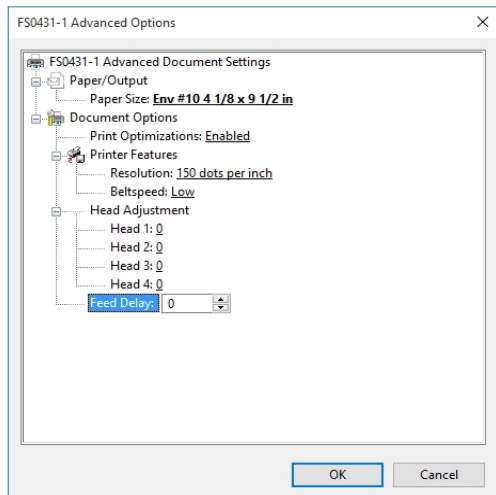 FS0431-1 Advanced Options
FS0431-1 Advanced Document Settings
Paper/Output
Paper Size: Env #10 4 1/8 x 9 1/2 in
Document Options
Print Optimizations: Enabled
Printer Features
Resolution: 150 dots per inch
Beltspeed: Low
Head Adjustment
Head 1: 0
Head 2: 0
Head 3: 0
Head 4: 0
Feed Delay: 0
OK Cancel